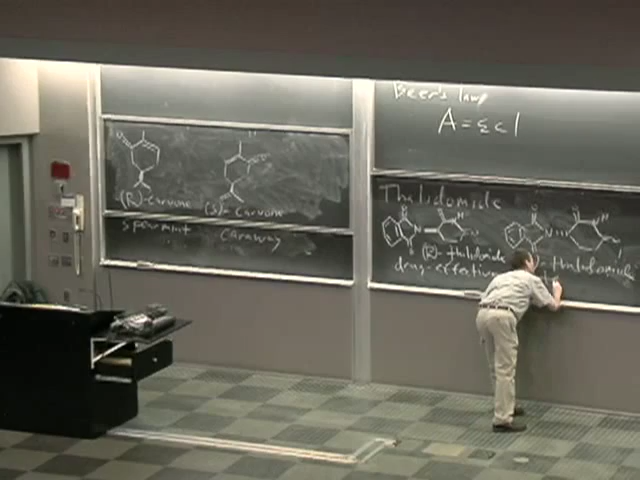 (R)-carvone (S)-carvone
spearmint caraway
Beer's law
A = εcl
Thalidomide
(R)-thalidomide -thalidomide
drug-effective